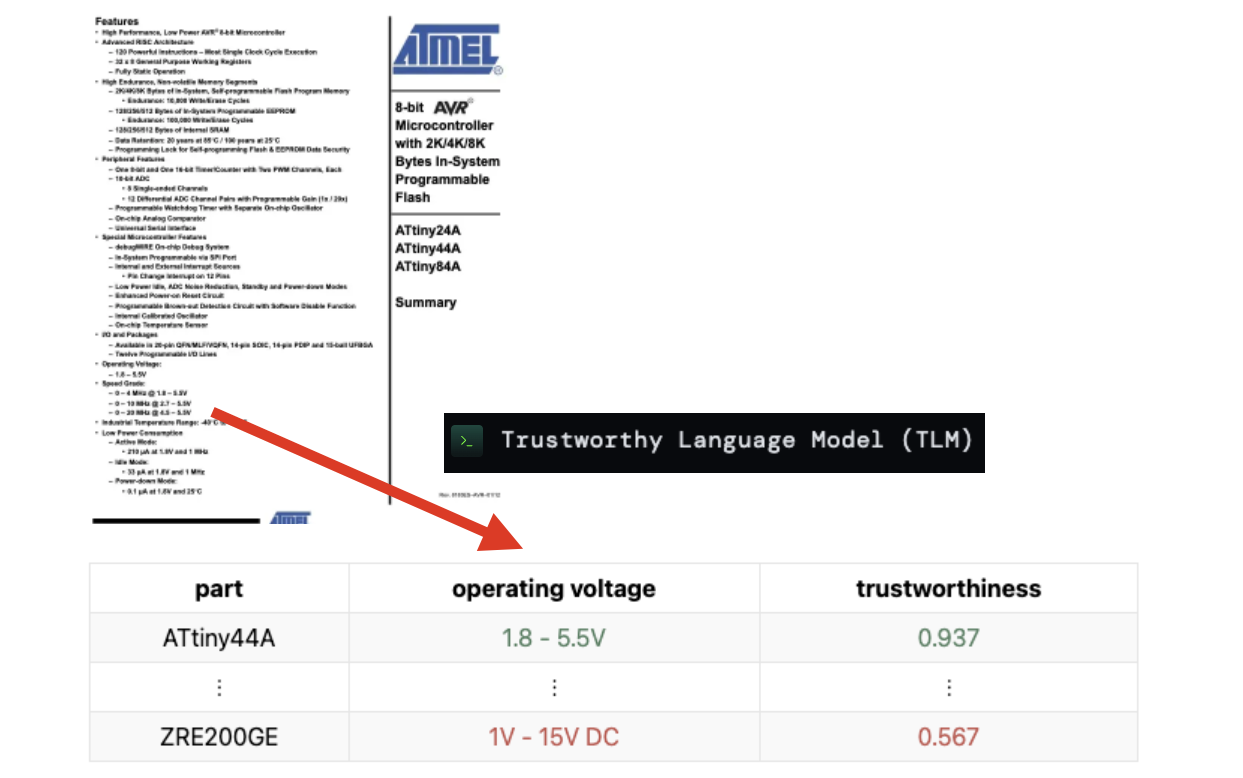 Features
• High Performance, Low Power AVR® 8-bit Microcontroller
• Advanced RISC Architecture
– 120 Powerful Instructions – Most Single Clock Cycle Execution
– 32 x 8 General Purpose Working Registers
– Fully Static Operation
• High Endurance, Non-volatile Memory Segments
– 2K/4K/8K Bytes of In-System, Self-programmable Flash Program Memory
• Endurance: 10,000 Write/Erase Cycles
– 128/256/512 Bytes of In-System Programmable EEPROM
• Endurance: 100,000 Write/Erase Cycles
– 128/256/512 Bytes of Internal SRAM
– Data Retention: 20 years at 85°C / 100 years at 25°C
– Programming Lock for Self-programming Flash & EEPROM Data Security
• Peripheral Features
– One 8-bit and One 16-bit Timer/Counter with Two PWM Channels, Each
– 10-bit ADC
• 8 Single-ended Channels
• 12 Differential ADC Channel Pairs with Programmable Gain (1x / 20x)
– Programmable Watchdog Timer with Separate On-chip Oscillator
– On-chip Analog Comparator
– Universal Serial Interface
• Special Microcontroller Features
– debugWIRE On-chip Debug System
– In-System Programmable via SPI Port
– Internal and External Interrupt Sources
• Pin Change Interrupt on 12 Pins
– Low Power Idle, ADC Noise Reduction, Standby and Power-down Modes
– Enhanced Power-on Reset Circuit
– Programmable Brown-out Detection Circuit with Software Disable Function
– Internal Calibrated Oscillator
– On-chip Temperature Sensor
• I/O and Packages
– Available in 20-pin QFN/MLF/VQFN, 14-pin SOIC, 14-pin PDIP and 15-ball UFBGA
– Twelve Programmable I/O Lines
• Operating Voltage:
– 1.8 – 5.5V
• Speed Grade:
– 0 – 4 MHz @ 1.8 – 5.5V
– 0 – 10 MHz @ 2.7 – 5.5V
– 0 – 20 MHz @ 4.5 – 5.5V
• Industrial Temperature Range: -40°C
• Low Power Consumption
– Active Mode:
• 210 µA at 1.8V and 1 MHz
– Idle Mode:
• 33 µA at 1.8V and 1 MHz
– Power-down Mode:
• 0.1 µA at 1.8V and 25°C
ATMEL®
8-bit AVR®
Microcontroller
with 2K/4K/8K
Bytes In-System
Programmable
Flash
ATtiny24A
ATtiny44A
ATtiny84A
Summary
ATMEL
>_ Trustworthy Language Model (TLM)
part operating voltage trustworthiness
ATtiny44A 1.8 - 5.5V 0.937
⋮ ⋮ ⋮
ZRE200GE 1V - 15V DC 0.567